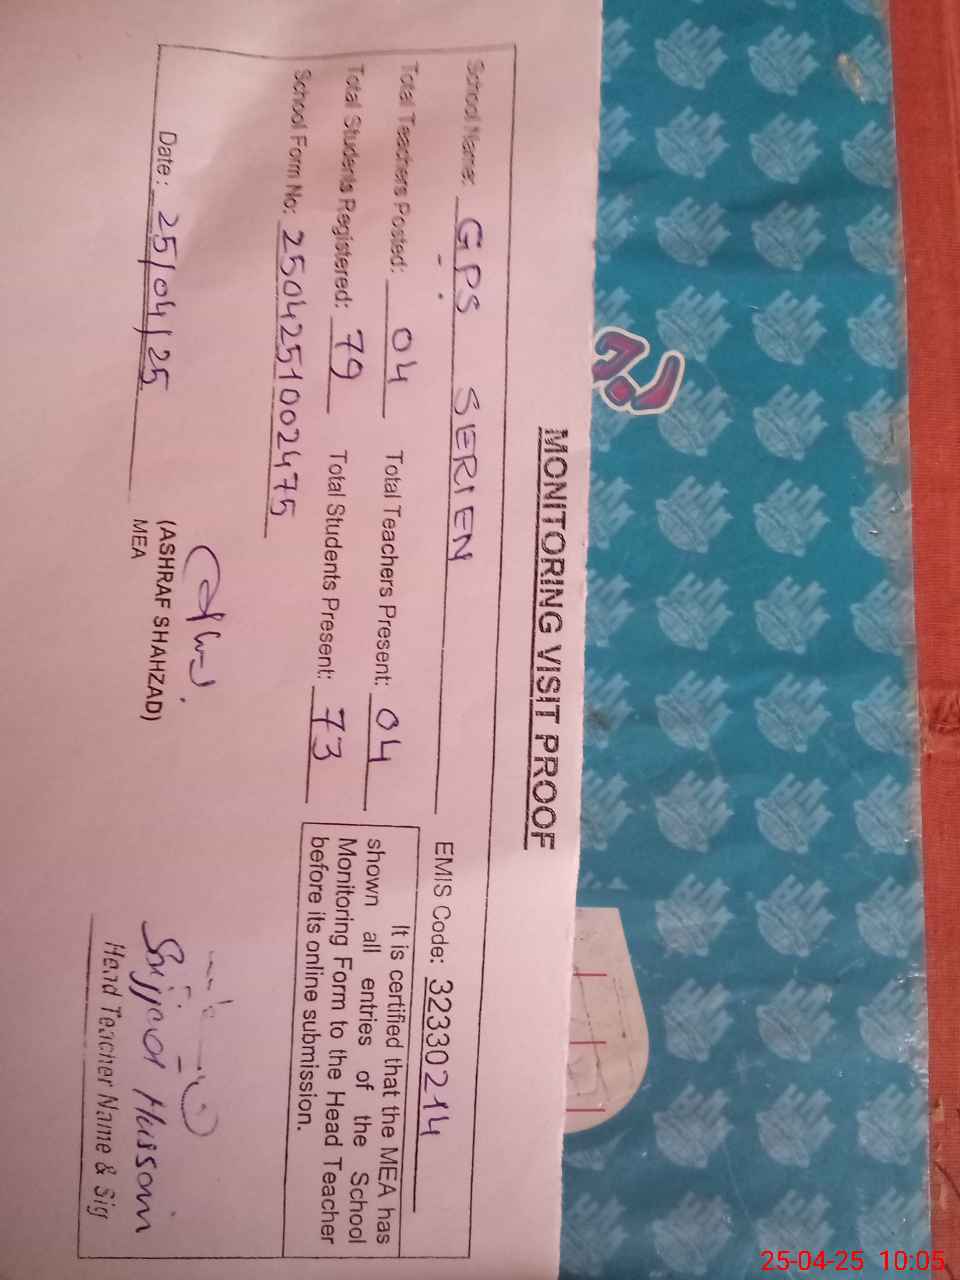 MONITORING VISIT PROOF
School Name: GPS SERIEN EMIS Code: 32330214
Total Teachers Posted: 04 Total Teachers Present: 04
Total Students Registered: 79 Total Students Present: 73
School Form No: 2504251002475
It is certified that the MEA has
shown all entries of the School
Monitoring Form to the Head Teacher
before its online submission.
Date: 25/04/25
(ASHRAF SHAHZAD)
MEA
Sajjad Hussain
Head Teacher Name & Sig
25-04-25 10:05